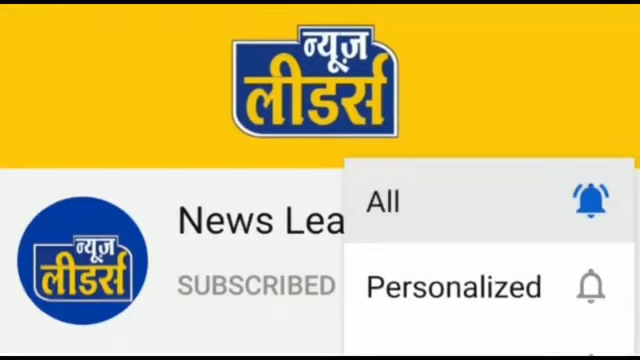 न्यूज़
लीडर्स
All
News Lea
न्यूज़
लीडर्स
SUBSCRIBED
Personalized